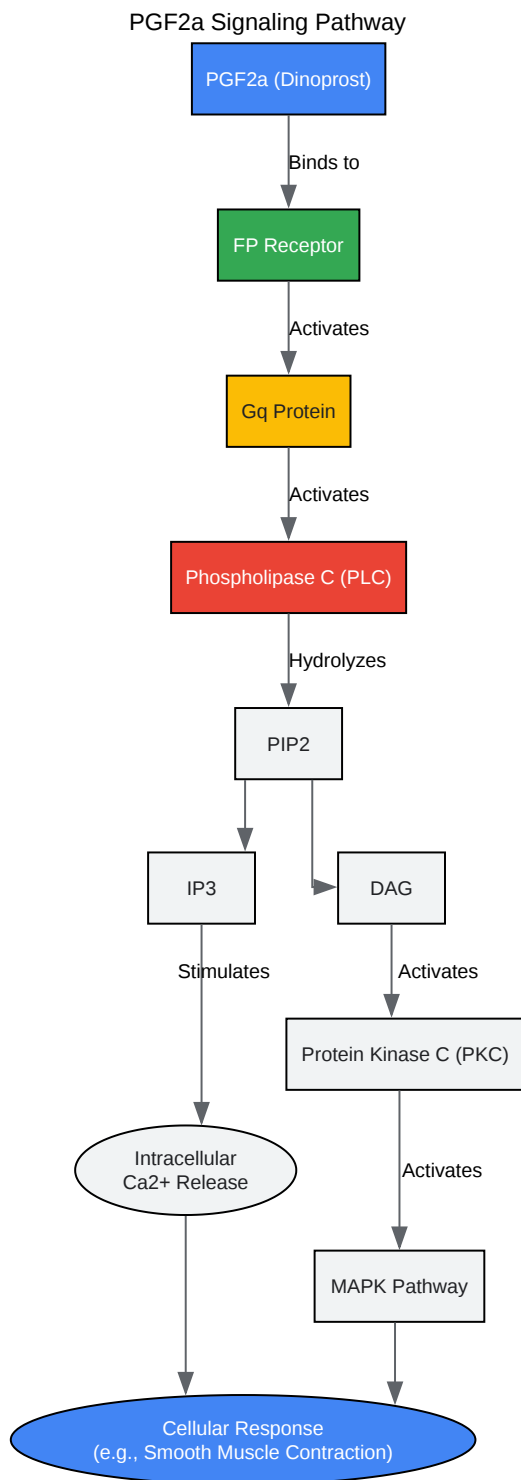 PGF2a Signaling Pathway
PGF2a (Dinoprost)
Binds to
FP Receptor
Activates
Gq Protein
Activates
Phospholipase C (PLC)
Hydrolyzes
PIP2
IP3
DAG
Stimulates
Activates
Protein Kinase C (PKC)
Intracellular
Ca2+ Release
Activates
MAPK Pathway
Cellular Response
(e.g., Smooth Muscle Contraction)